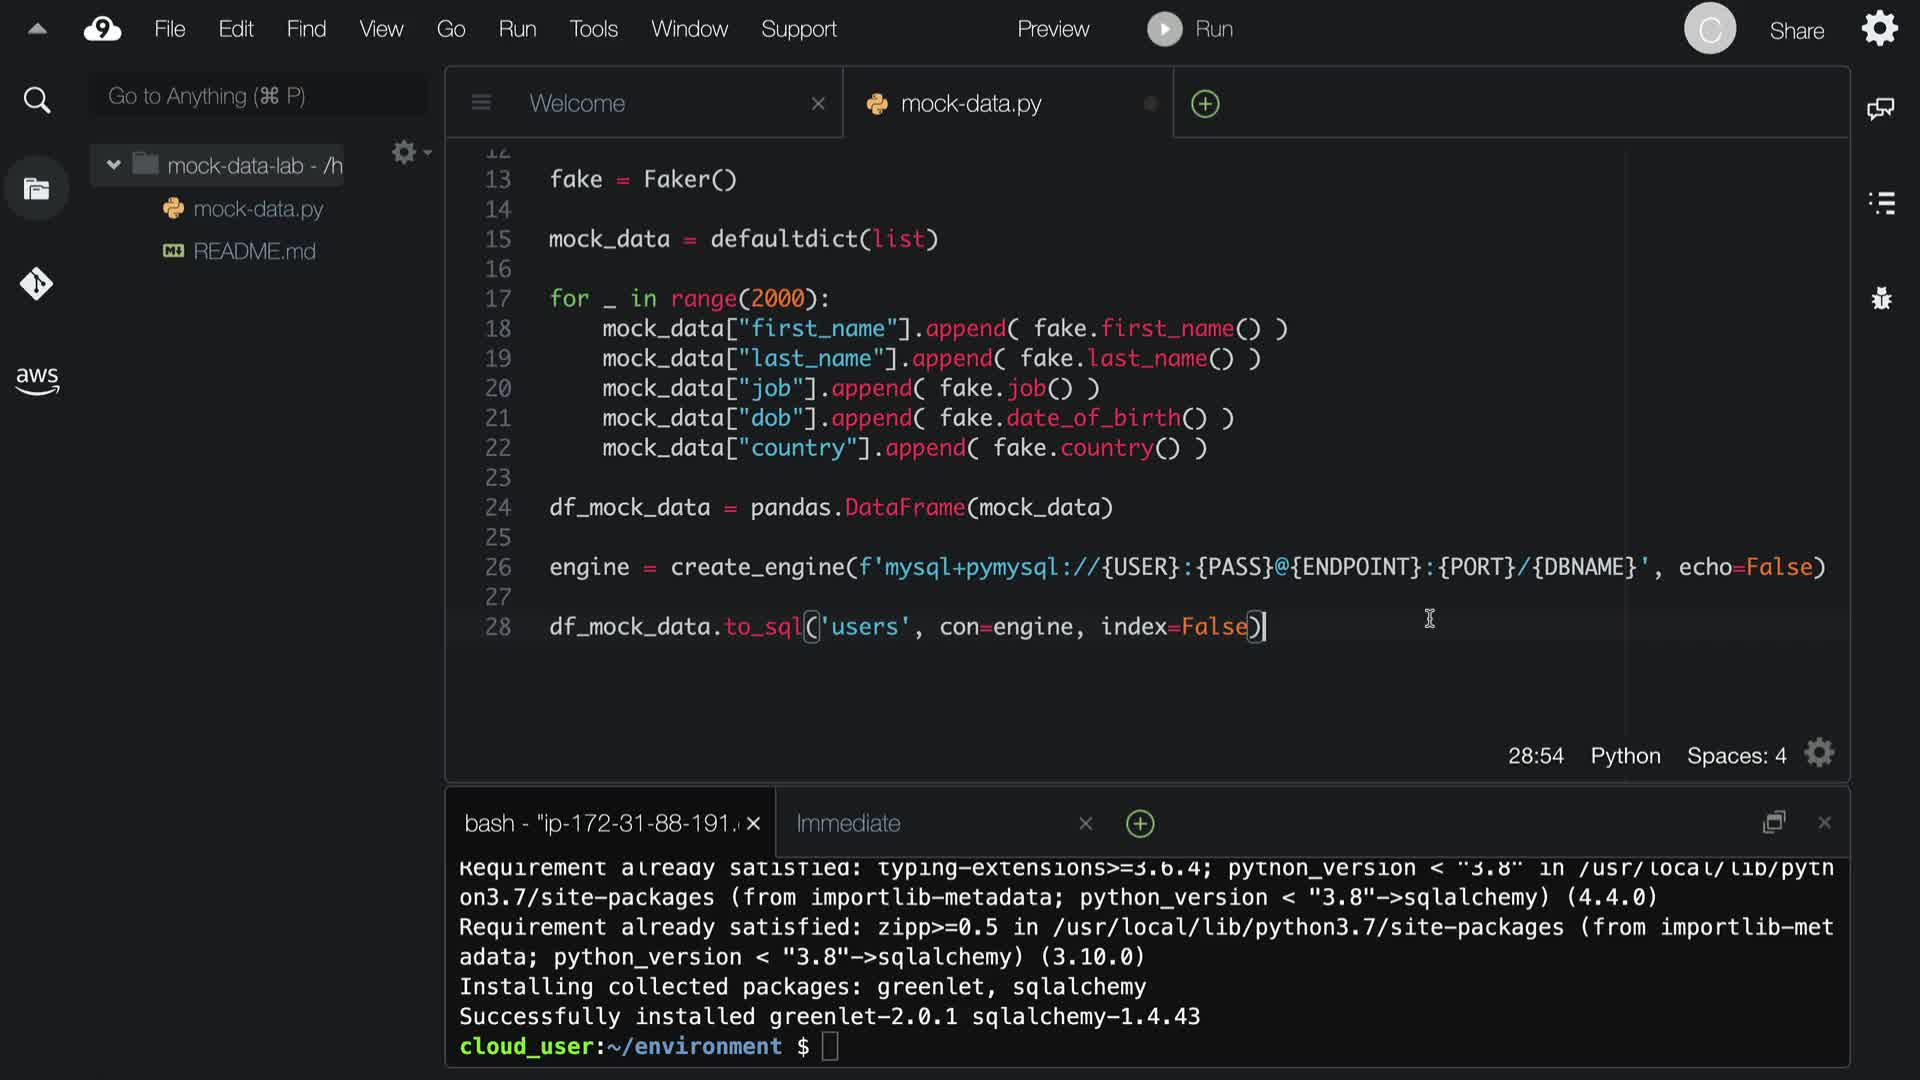 9 File Edit Find View Go Run Tools Window Support Preview Run C Share
Go to Anything (⌘ P)
mock-data-lab - /h
mock-data.py
README.md
aws
Welcome
mock-data.py
12
13 fake = Faker()
14
15 mock_data = defaultdict(list)
16
17 for _ in range(2000):
18 mock_data["first_name"].append( fake.first_name() )
19 mock_data["last_name"].append( fake.last_name() )
20 mock_data["job"].append( fake.job() )
21 mock_data["dob"].append( fake.date_of_birth() )
22 mock_data["country"].append( fake.country() )
23
24 df_mock_data = pandas.DataFrame(mock_data)
25
26 engine = create_engine(f'mysql+pymysql://{USER}:{PASS}@{ENDPOINT}:{PORT}/{DBNAME}', echo=False)
27
28 df_mock_data.to_sql('users', con=engine, index=False)
28:54 Python Spaces: 4
bash - "ip-172-31-88-191. Immediate
Requirement already satisfied: typing-extensions>=3.6.4; python_version < "3.8" in /usr/local/lib/pyth
on3.7/site-packages (from importlib-metadata; python_version < "3.8"->sqlalchemy) (4.4.0)
Requirement already satisfied: zipp>=0.5 in /usr/local/lib/python3.7/site-packages (from importlib-met
adata; python_version < "3.8"->sqlalchemy) (3.10.0)
Installing collected packages: greenlet, sqlalchemy
Successfully installed greenlet-2.0.1 sqlalchemy-1.4.43
cloud_user:~/environment $